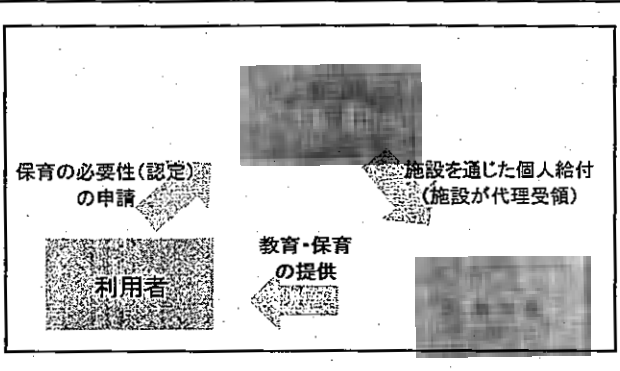 保育の必要性(認定)
の申請
施設を通じた個人給付
(施設が代理受領)
教育・保育
の提供
利用者